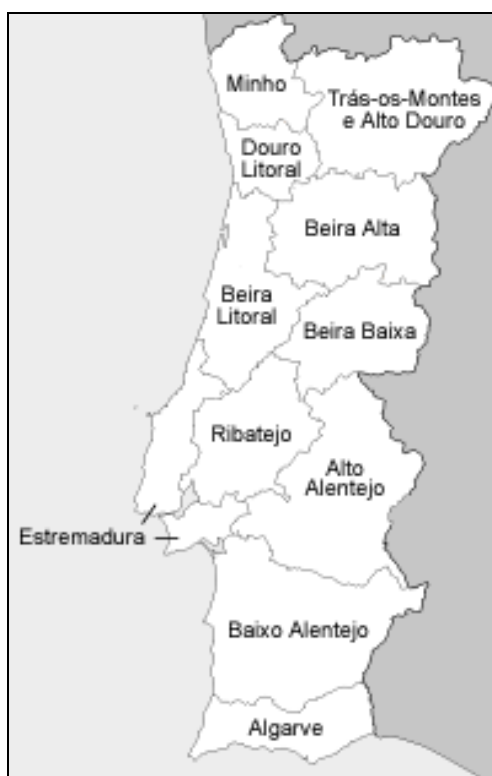 Minho
Trás-os-Montes
e Alto Douro
Douro
Litoral
Beira Alta
Beira
Litoral
Beira Baixa
Ribatejo
Alto
Alentejo
Estremadura
Baixo Alentejo
Algarve